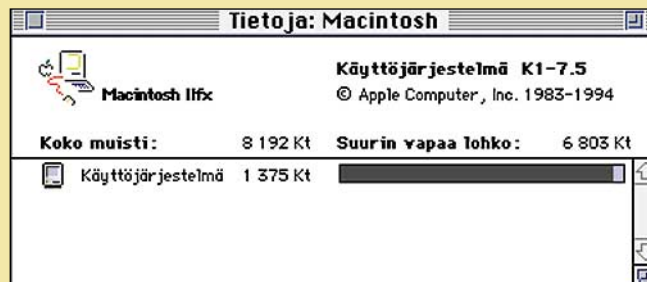 Tietoja: Macintosh
Macintosh IIfx
Käyttöjärjestelmä K1-7.5
© Apple Computer, Inc. 1983-1994
Koko muisti: 8 192 Kt Suurin vapaa lohko: 6 803 Kt
Käyttöjärjestelmä 1 375 Kt